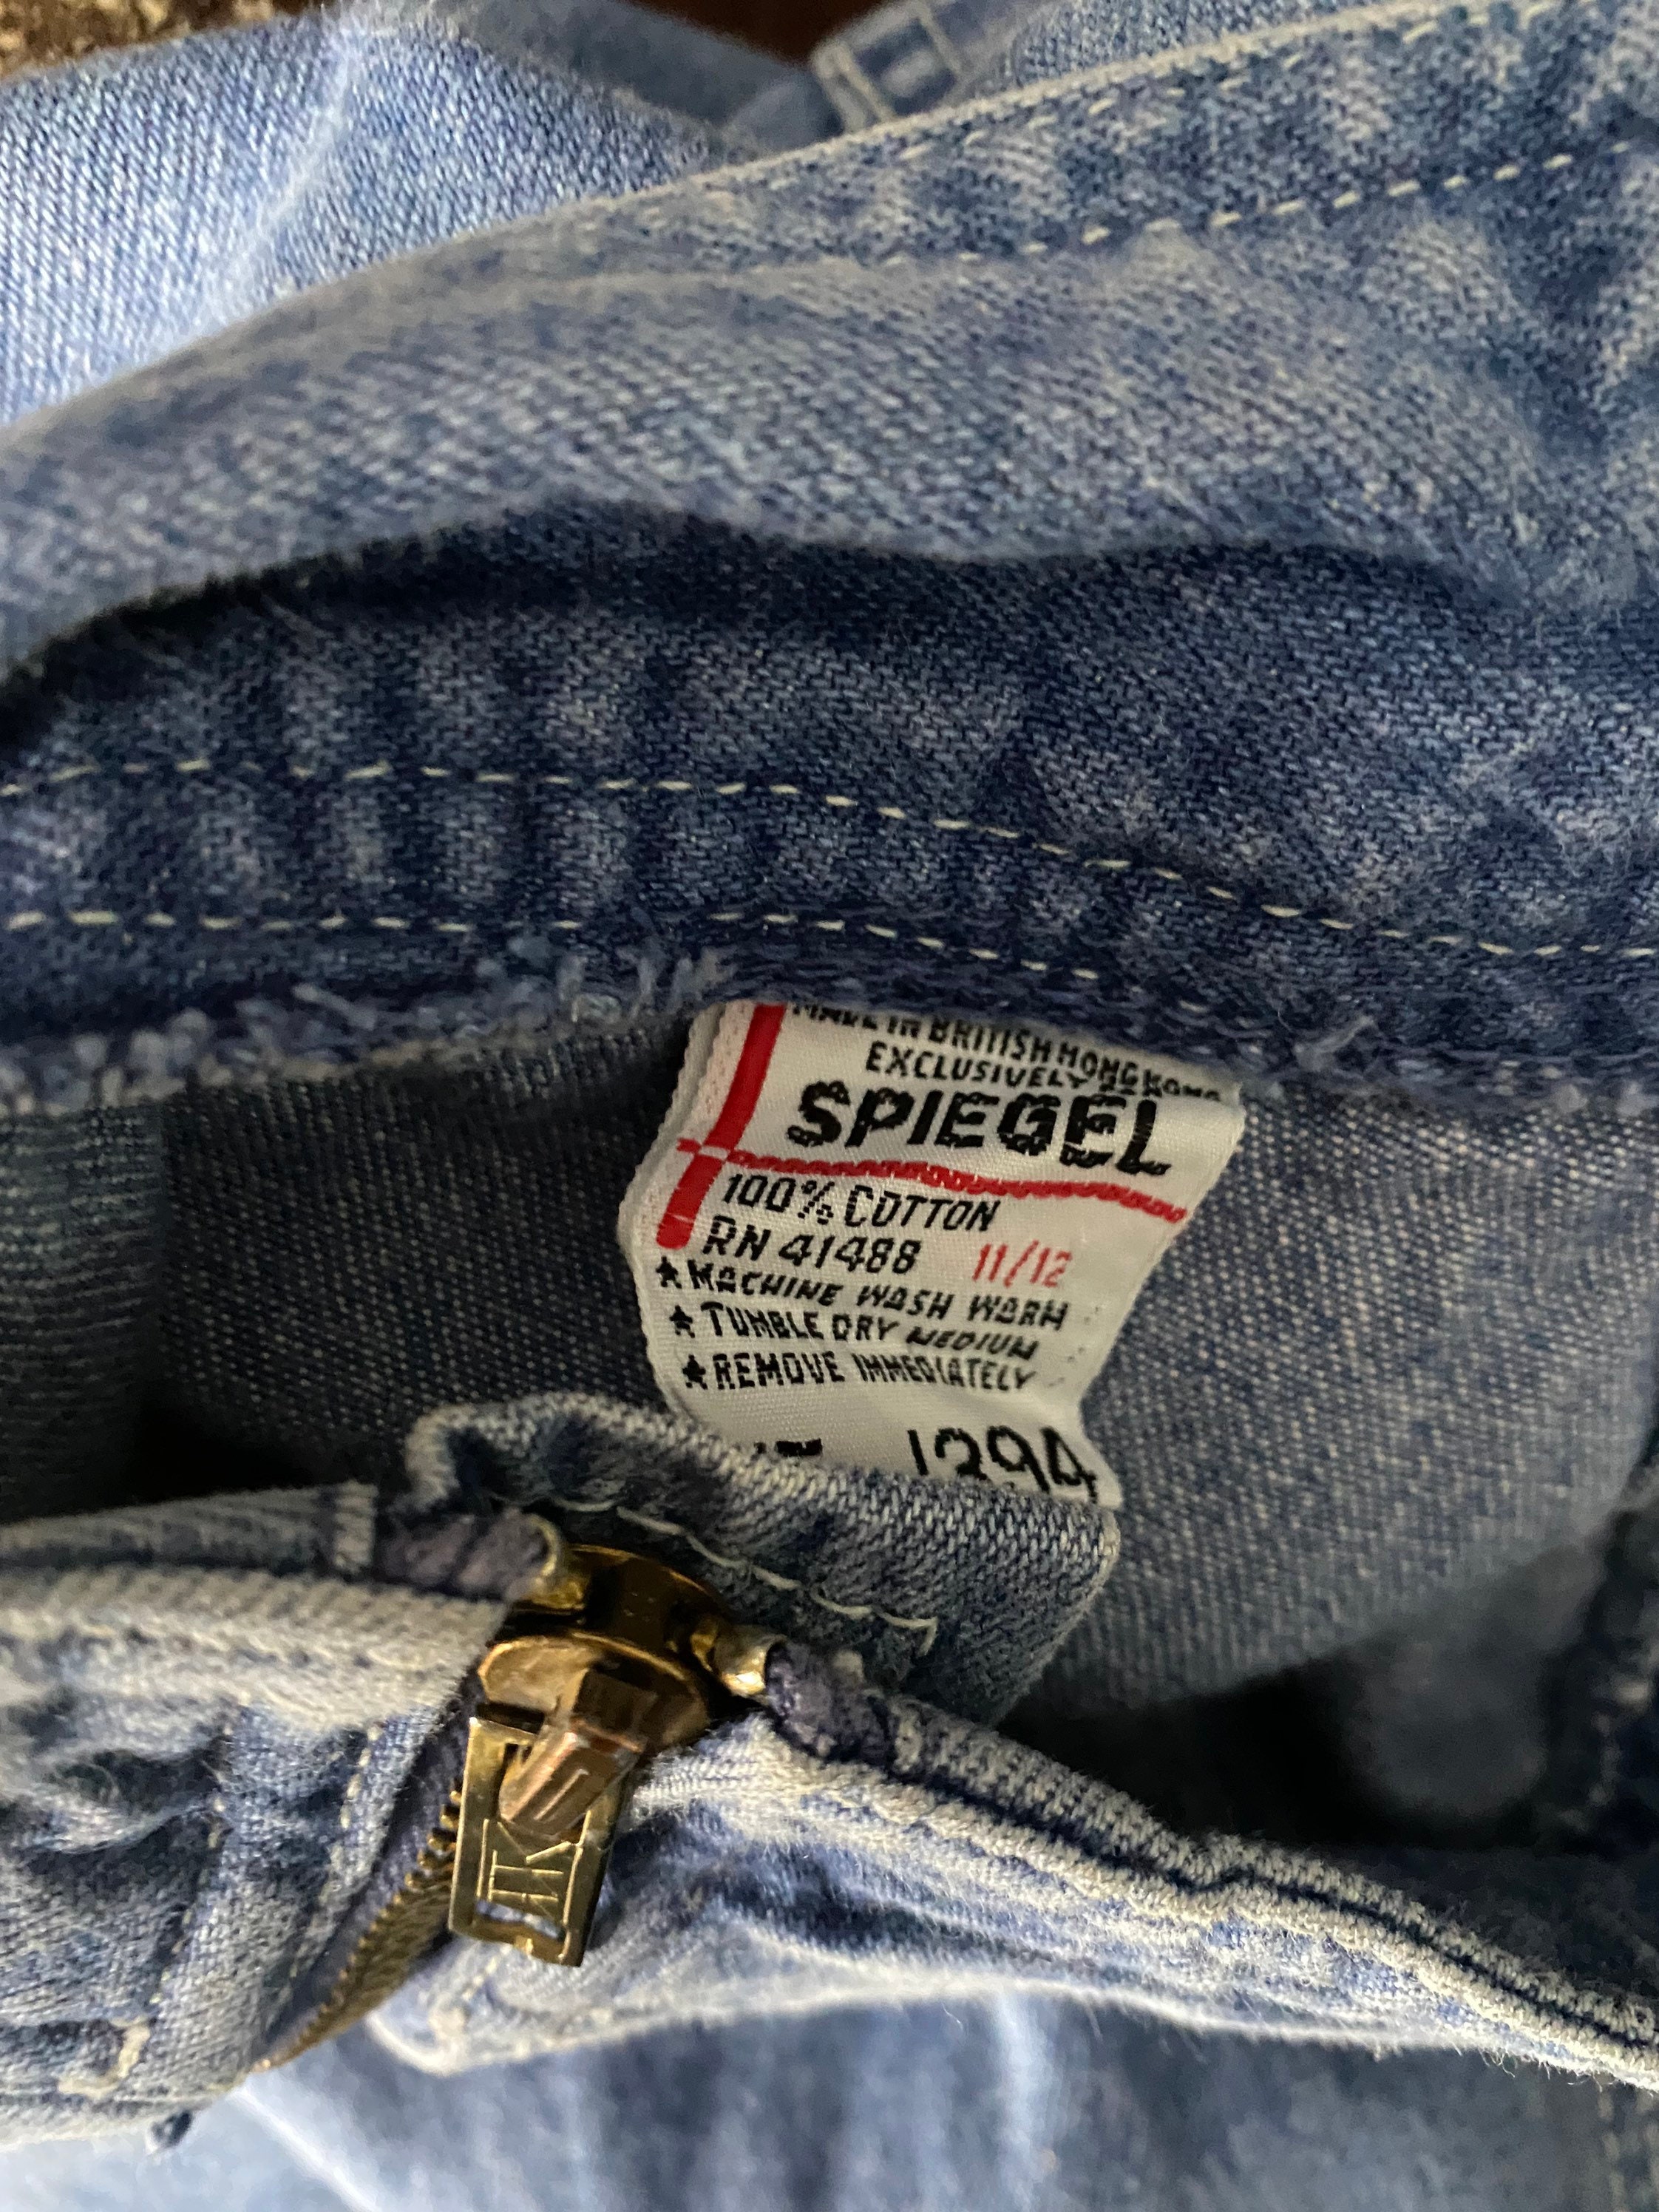 MADE IN BRITISH HONG KONG
EXCLUSIVELY
SPIEGEL
100% COTTON
RN 41488 11/12
★ MACHINE WASH WARM
★ TUMBLE DRY MEDIUM
★ REMOVE IMMEDIATELY
1294